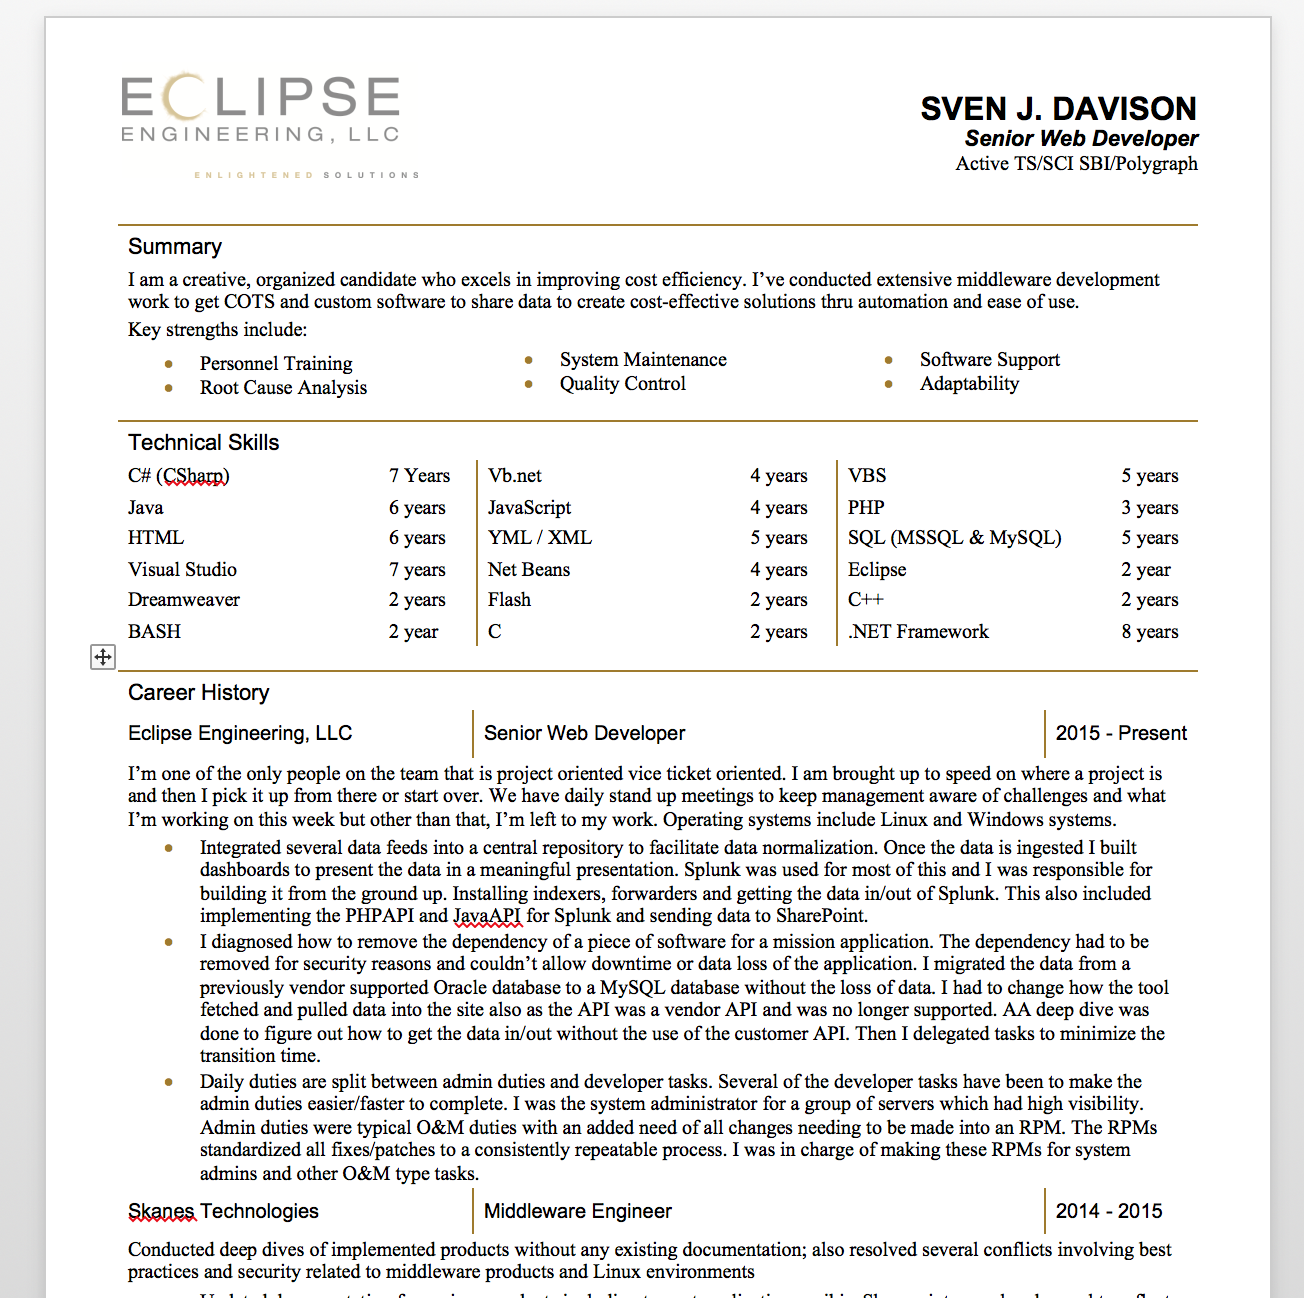 ECLIPSE
ENGINEERING, LLC
ENLIGHTENED SOLUTIONS
SVEN J. DAVISON
Senior Web Developer
Active TS/SCI SBI/Polygraph
Summary
I am a creative, organized candidate who excels in improving cost efficiency. I’ve conducted extensive middleware development
work to get COTS and custom software to share data to create cost-effective solutions thru automation and ease of use.
Key strengths include:
• Personnel Training • System Maintenance • Software Support
• Root Cause Analysis • Quality Control • Adaptability
Technical Skills
C# (CSharp) 7 Years Vb.net 4 years VBS 5 years
Java 6 years JavaScript 4 years PHP 3 years
HTML 6 years YML / XML 5 years SQL (MSSQL & MySQL) 5 years
Visual Studio 7 years Net Beans 4 years Eclipse 2 year
Dreamweaver 2 years Flash 2 years C++ 2 years
BASH 2 year C 2 years .NET Framework 8 years
Career History
Eclipse Engineering, LLC Senior Web Developer 2015 - Present
I’m one of the only people on the team that is project oriented vice ticket oriented. I am brought up to speed on where a project is
and then I pick it up from there or start over. We have daily stand up meetings to keep management aware of challenges and what
I’m working on this week but other than that, I’m left to my work. Operating systems include Linux and Windows systems.
• Integrated several data feeds into a central repository to facilitate data normalization. Once the data is ingested I built
dashboards to present the data in a meaningful presentation. Splunk was used for most of this and I was responsible for
building it from the ground up. Installing indexers, forwarders and getting the data in/out of Splunk. This also included
implementing the PHPAPI and JavaAPI for Splunk and sending data to SharePoint.
• I diagnosed how to remove the dependency of a piece of software for a mission application. The dependency had to be
removed for security reasons and couldn’t allow downtime or data loss of the application. I migrated the data from a
previously vendor supported Oracle database to a MySQL database without the loss of data. I had to change how the tool
fetched and pulled data into the site also as the API was a vendor API and was no longer supported. AA deep dive was
done to figure out how to get the data in/out without the use of the customer API. Then I delegated tasks to minimize the
transition time.
• Daily duties are split between admin duties and developer tasks. Several of the developer tasks have been to make the
admin duties easier/faster to complete. I was the system administrator for a group of servers which had high visibility.
Admin duties were typical O&M duties with an added need of all changes needing to be made into an RPM. The RPMs
standardized all fixes/patches to a consistently repeatable process. I was in charge of making these RPMs for system
admins and other O&M type tasks.
Skanes Technologies Middleware Engineer 2014 - 2015
Conducted deep dives of implemented products without any existing documentation; also resolved several conflicts involving best
practices and security related to middleware products and Linux environments